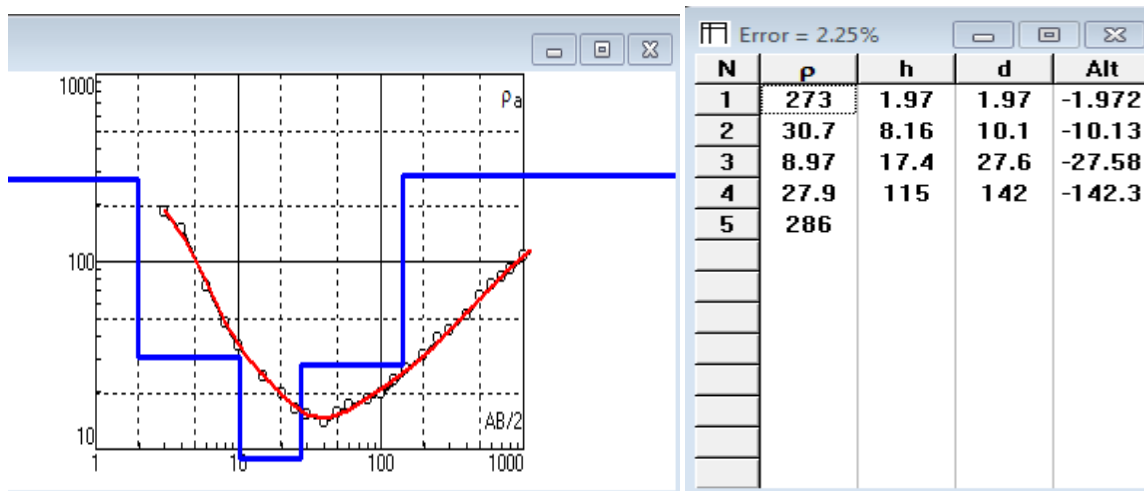 1000
ρa
100
10
AB/2
1 10 100 1000
Error = 2.25%
N ρ h d Alt
1 273 1.97 1.97 -1.972
2 30.7 8.16 10.1 -10.13
3 8.97 17.4 27.6 -27.58
4 27.9 115 142 -142.3
5 286